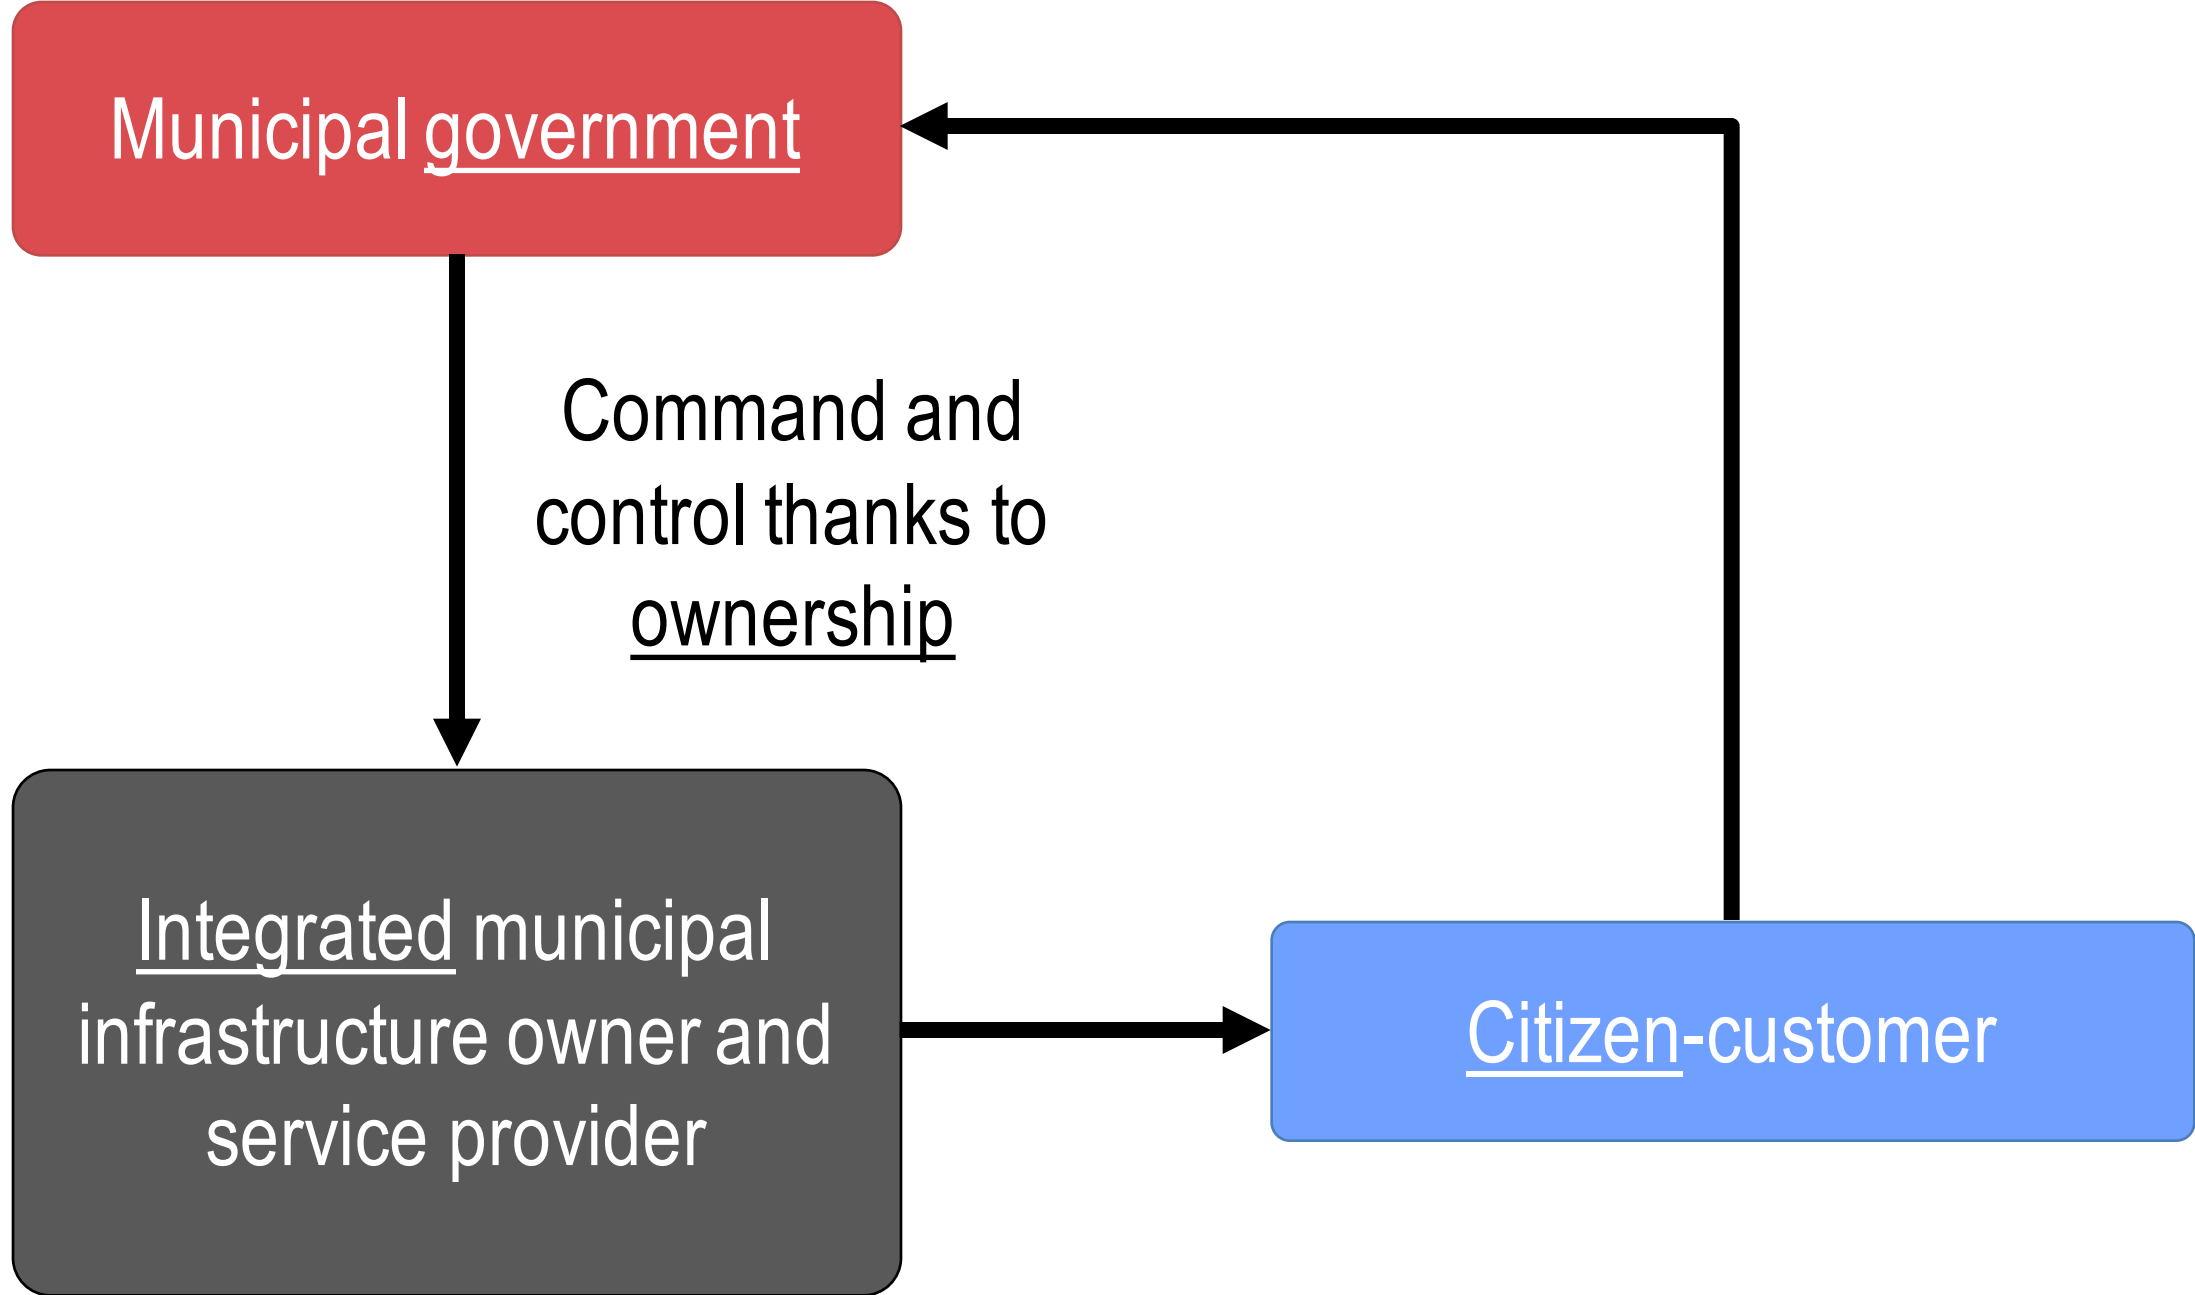 Municipal government
Command and
control thanks to
ownership
Integrated municipal
infrastructure owner and
service provider
Citizen-customer